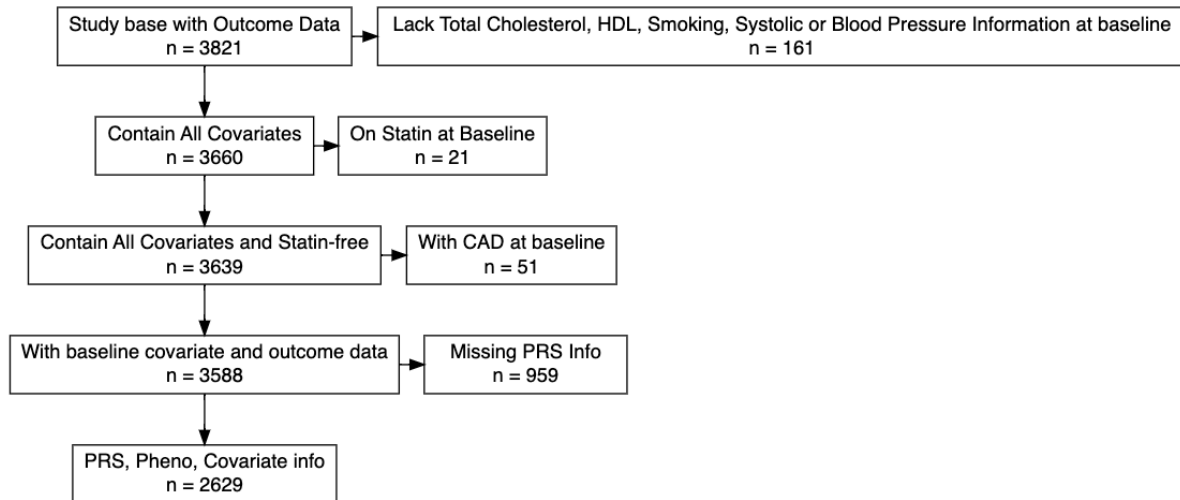 Study base with Outcome Data
n = 3821
Lack Total Cholesterol, HDL, Smoking, Systolic or Blood Pressure Information at baseline
n = 161
Contain All Covariates
n = 3660
On Statin at Baseline
n = 21
Contain All Covariates and Statin-free
n = 3639
With CAD at baseline
n = 51
With baseline covariate and outcome data
n = 3588
Missing PRS Info
n = 959
PRS, Pheno, Covariate info
n = 2629